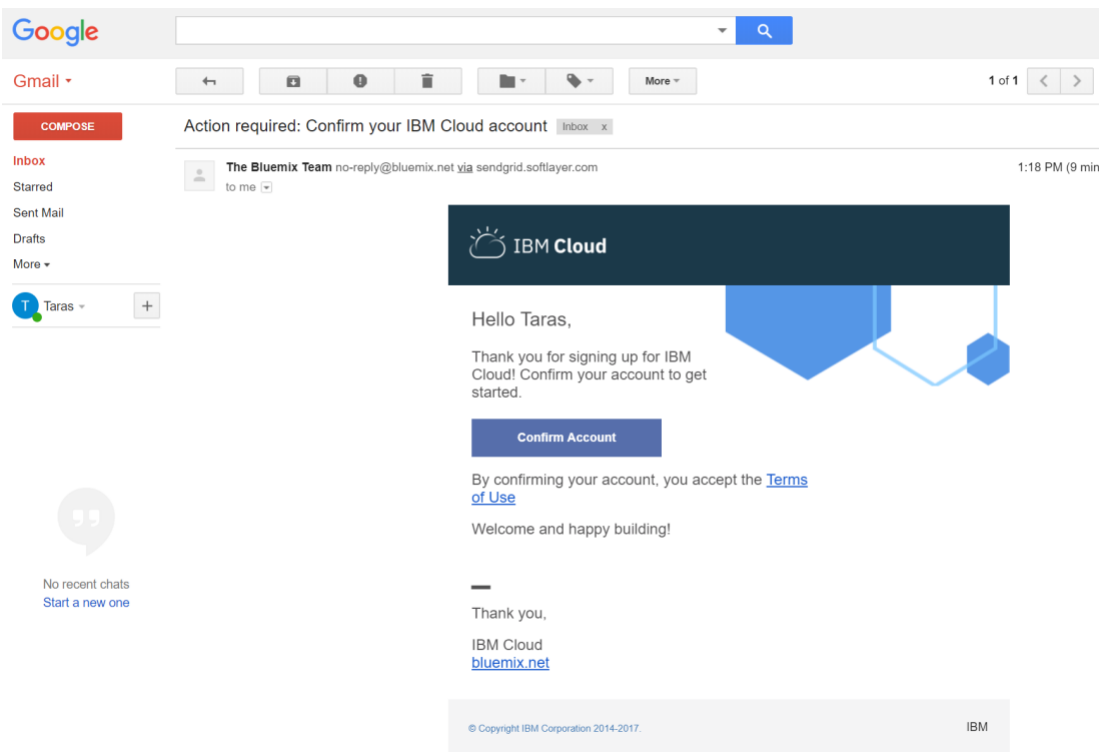 Google
Gmail
More
1 of 1
COMPOSE
Action required: Confirm your IBM Cloud account
Inbox x
Inbox
The Bluemix Team no-reply@bluemix.net via sendgrid.softlayer.com
1:18 PM (9 min
to me
Starred
Sent Mail
Drafts
More
T Taras
+
IBM Cloud
Hello Taras,
Thank you for signing up for IBM
Cloud! Confirm your account to get
started.
Confirm Account
By confirming your account, you accept the Terms
of Use
Welcome and happy building!
No recent chats
Start a new one
Thank you,
IBM Cloud
bluemix.net
© Copyright IBM Corporation 2014-2017.
IBM